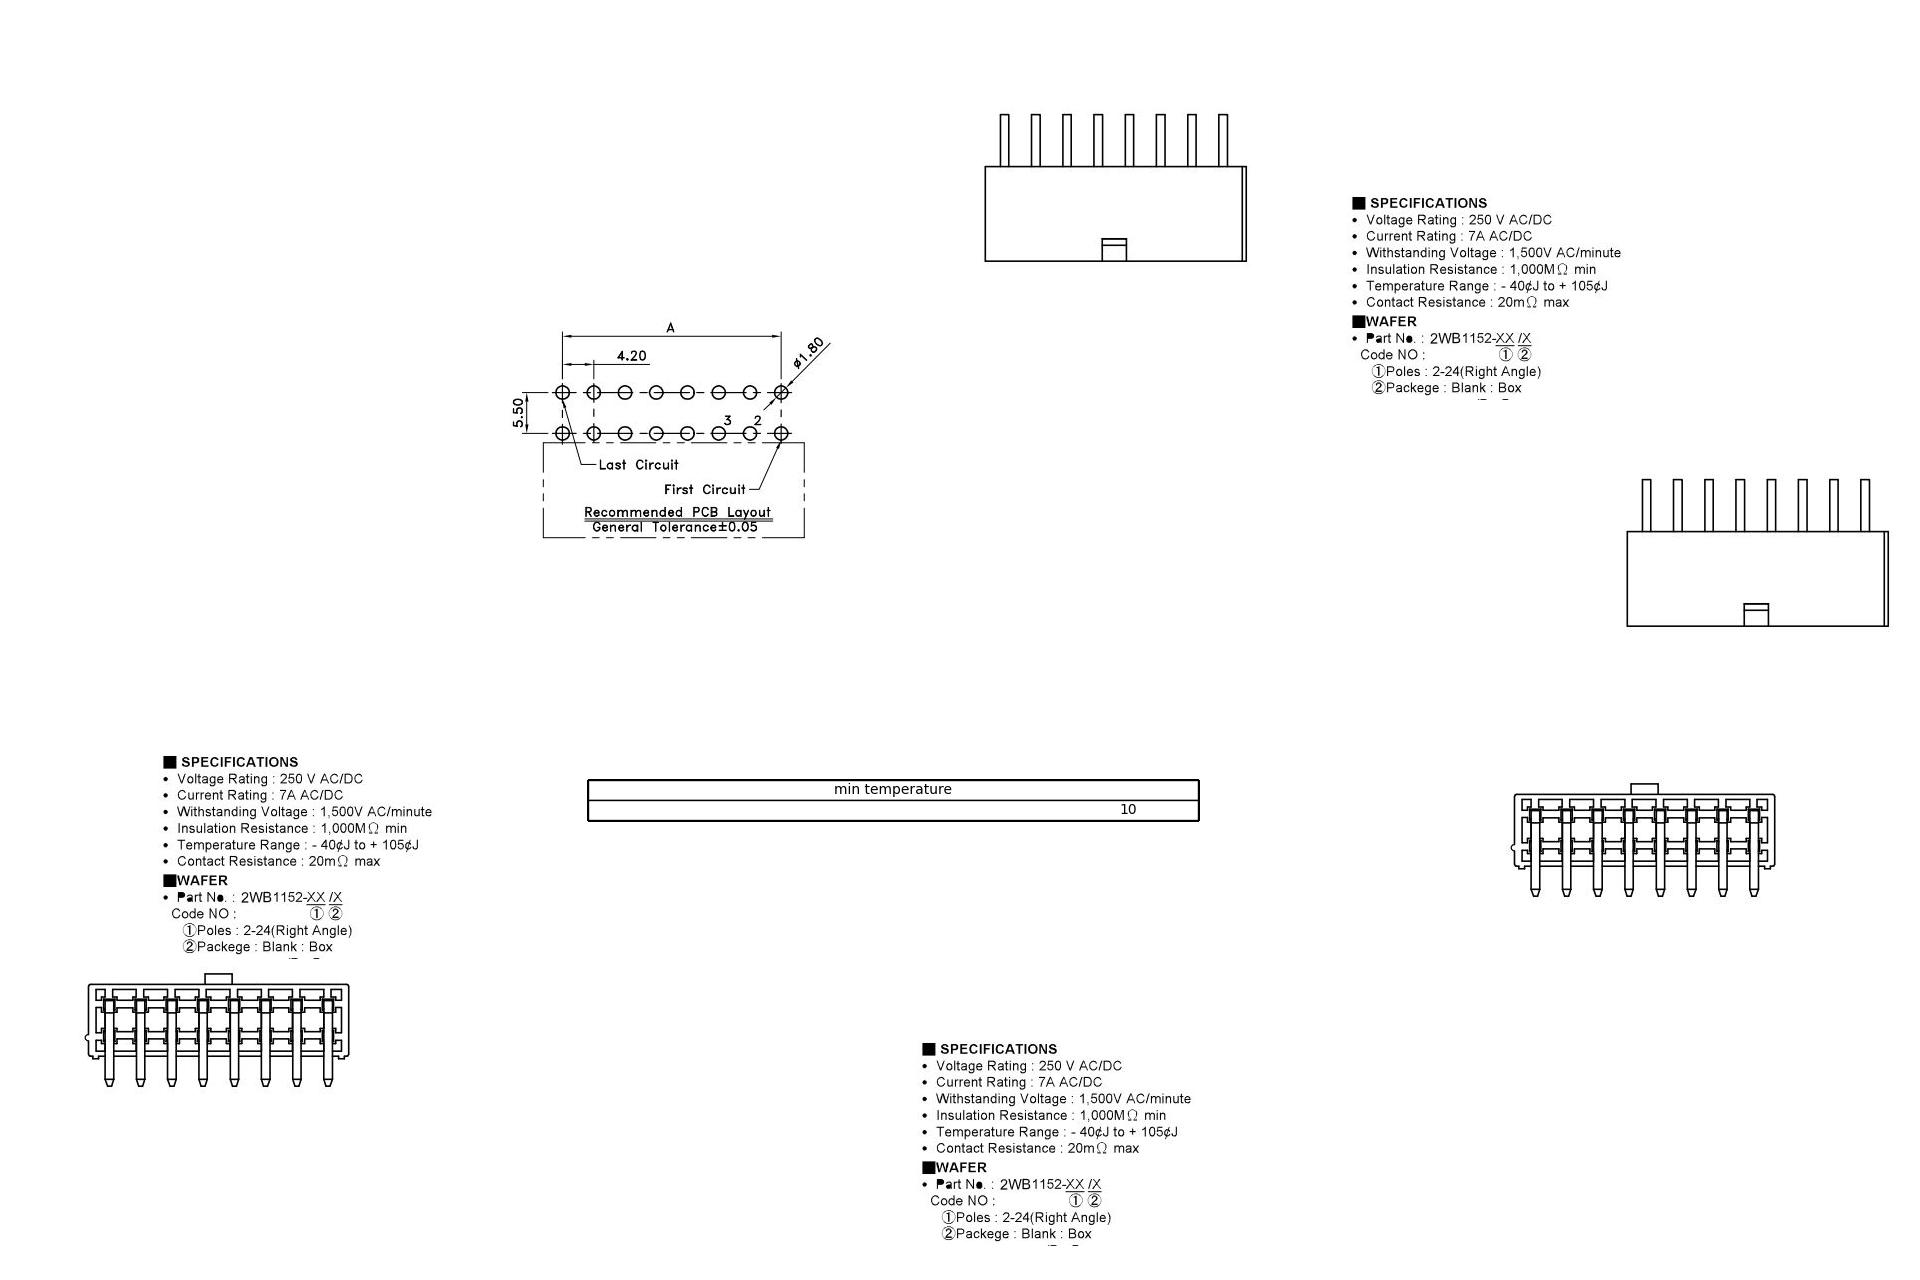 ■ SPECIFICATIONS
• Voltage Rating : 250 V AC/DC
• Current Rating : 7A AC/DC
• Withstanding Voltage : 1,500V AC/minute
• Insulation Resistance : 1,000MΩ min
• Temperature Range : - 40¢J to + 105¢J
• Contact Resistance : 20mΩ max
■WAFER
• Part No. : 2WB1152-XX /X
Code NO : ① ②
①Poles : 2-24(Right Angle)
②Packege : Blank : Box
A
4.20
ø1.80
5.50
3 2
Last Circuit
First Circuit
Recommended PCB Layout
General Tolerance±0.05
■ SPECIFICATIONS
• Voltage Rating : 250 V AC/DC
• Current Rating : 7A AC/DC
• Withstanding Voltage : 1,500V AC/minute
• Insulation Resistance : 1,000MΩ min
• Temperature Range : - 40¢J to + 105¢J
• Contact Resistance : 20mΩ max
■WAFER
• Part No. : 2WB1152-XX /X
Code NO : ① ②
①Poles : 2-24(Right Angle)
②Packege : Blank : Box
min temperature
10
■ SPECIFICATIONS
• Voltage Rating : 250 V AC/DC
• Current Rating : 7A AC/DC
• Withstanding Voltage : 1,500V AC/minute
• Insulation Resistance : 1,000MΩ min
• Temperature Range : - 40¢J to + 105¢J
• Contact Resistance : 20mΩ max
■WAFER
• Part No. : 2WB1152-XX /X
Code NO : ① ②
①Poles : 2-24(Right Angle)
②Packege : Blank : Box